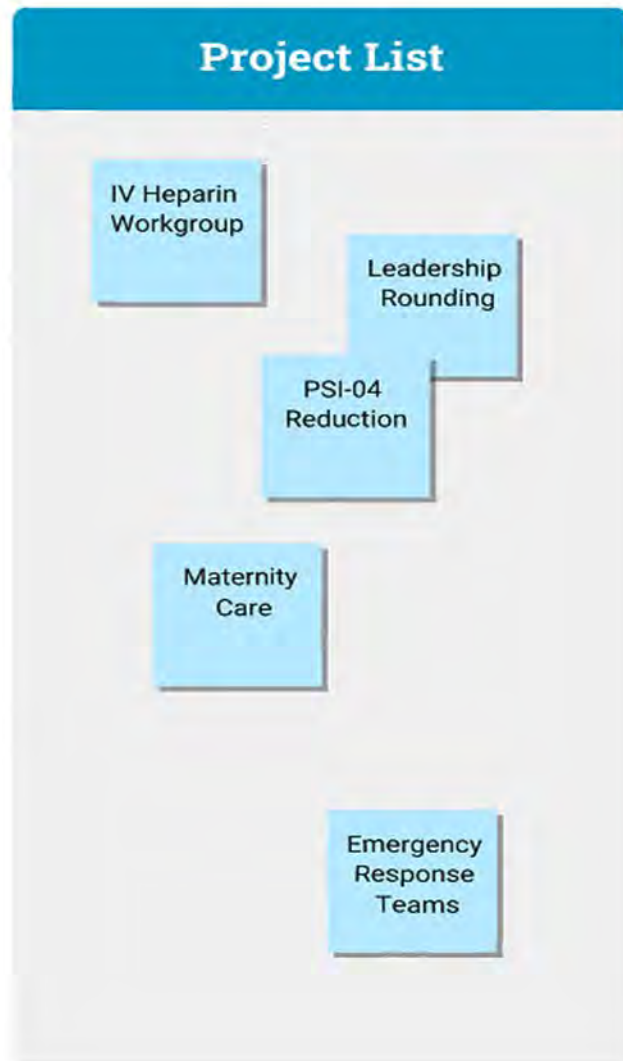 Project List
IV Heparin
Workgroup
Leadership
Rounding
PSI-04
Reduction
Maternity
Care
Emergency
Response
Teams